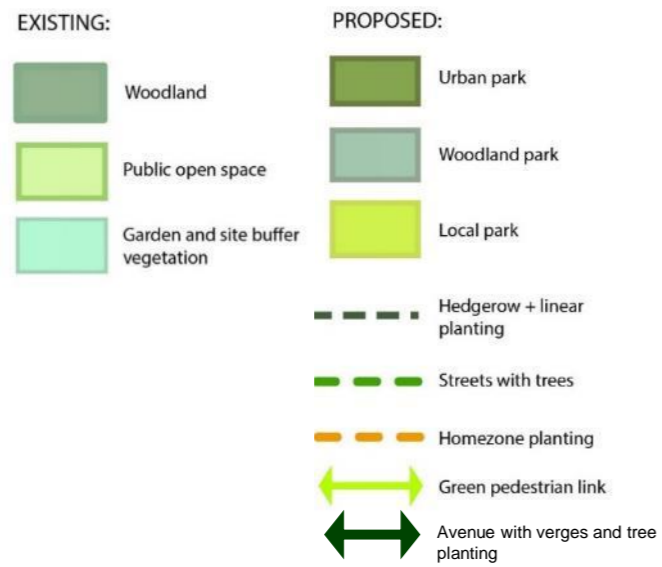 EXISTING:
Woodland
Public open space
Garden and site buffer
vegetation
PROPOSED:
Urban park
Woodland park
Local park
Hedgerow + linear
planting
Streets with trees
Homezone planting
Green pedestrian link
Avenue with verges and tree
planting